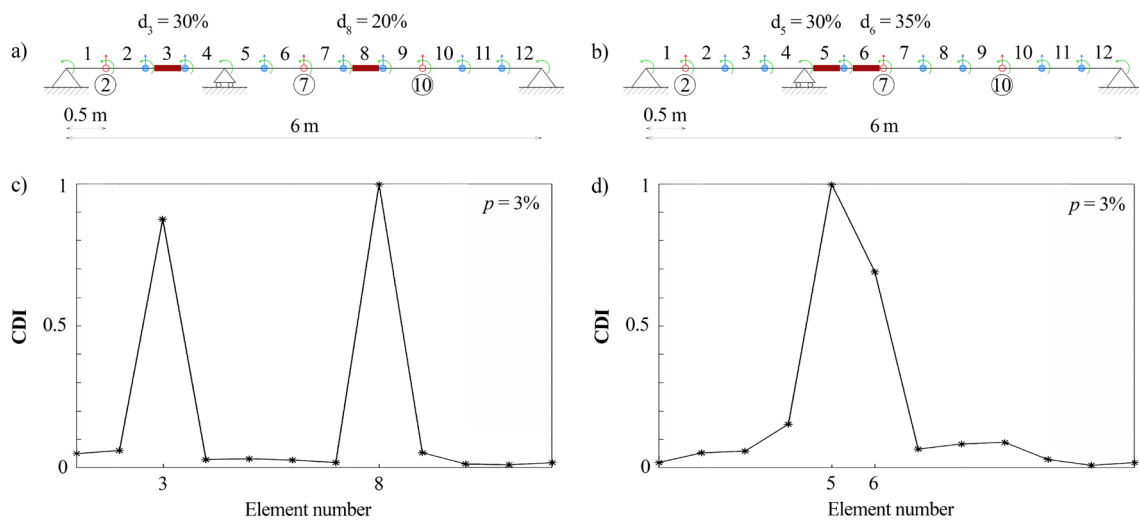 a)
d₃ = 30% d₈ = 20%
1 2 3 4 5 6 7 8 9 10 11 12
2 7 10
0.5 m
6 m
b)
d₅ = 30% d₆ = 35%
1 2 3 4 5 6 7 8 9 10 11 12
2 7 10
0.5 m
6 m
c)
p = 3%
1
0.5
0
CDI
3 8
Element number
d)
p = 3%
1
0.5
0
CDI
5 6
Element number